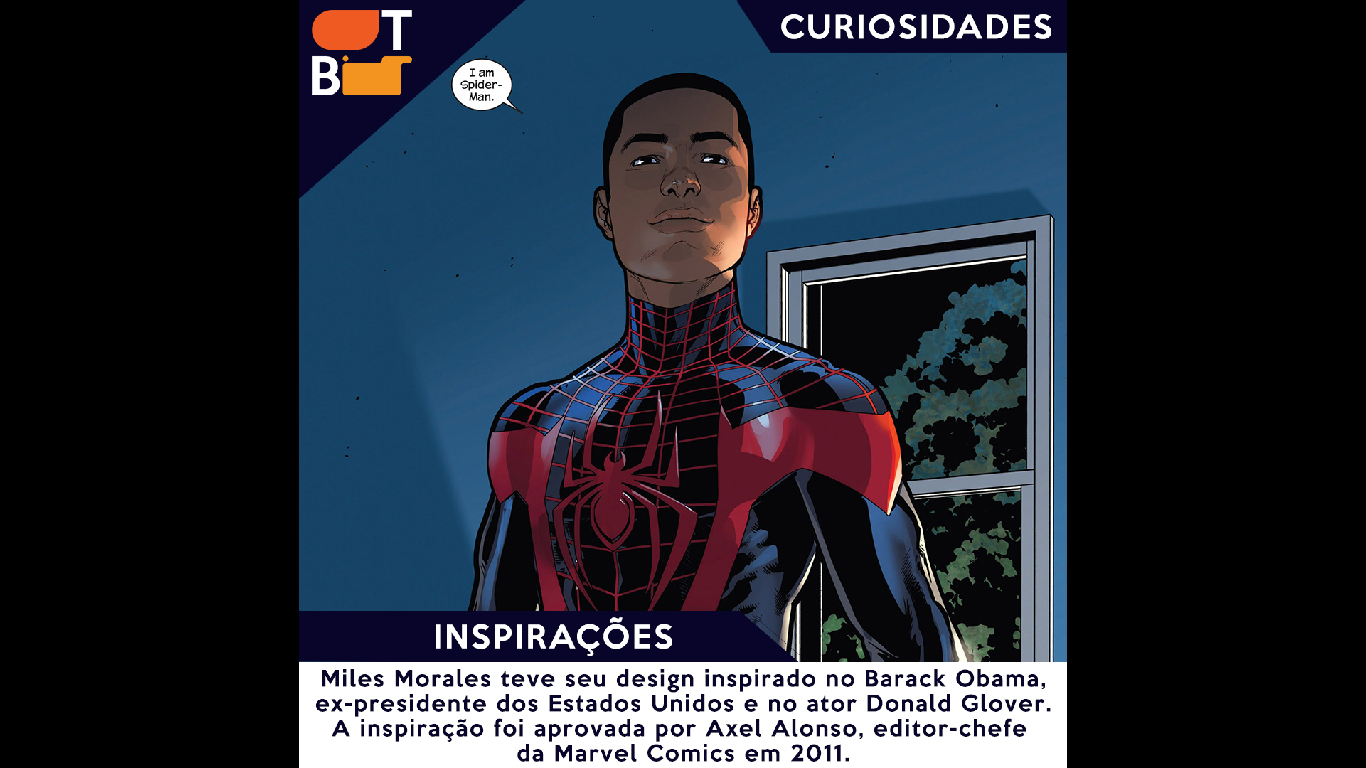 OT
B
CURIOSIDADES
I am
Spider-
Man.
INSPIRAÇÕES
Miles Morales teve seu design inspirado no Barack Obama,
ex-presidente dos Estados Unidos e no ator Donald Glover.
A inspiração foi aprovada por Axel Alonso, editor-chefe
da Marvel Comics em 2011.